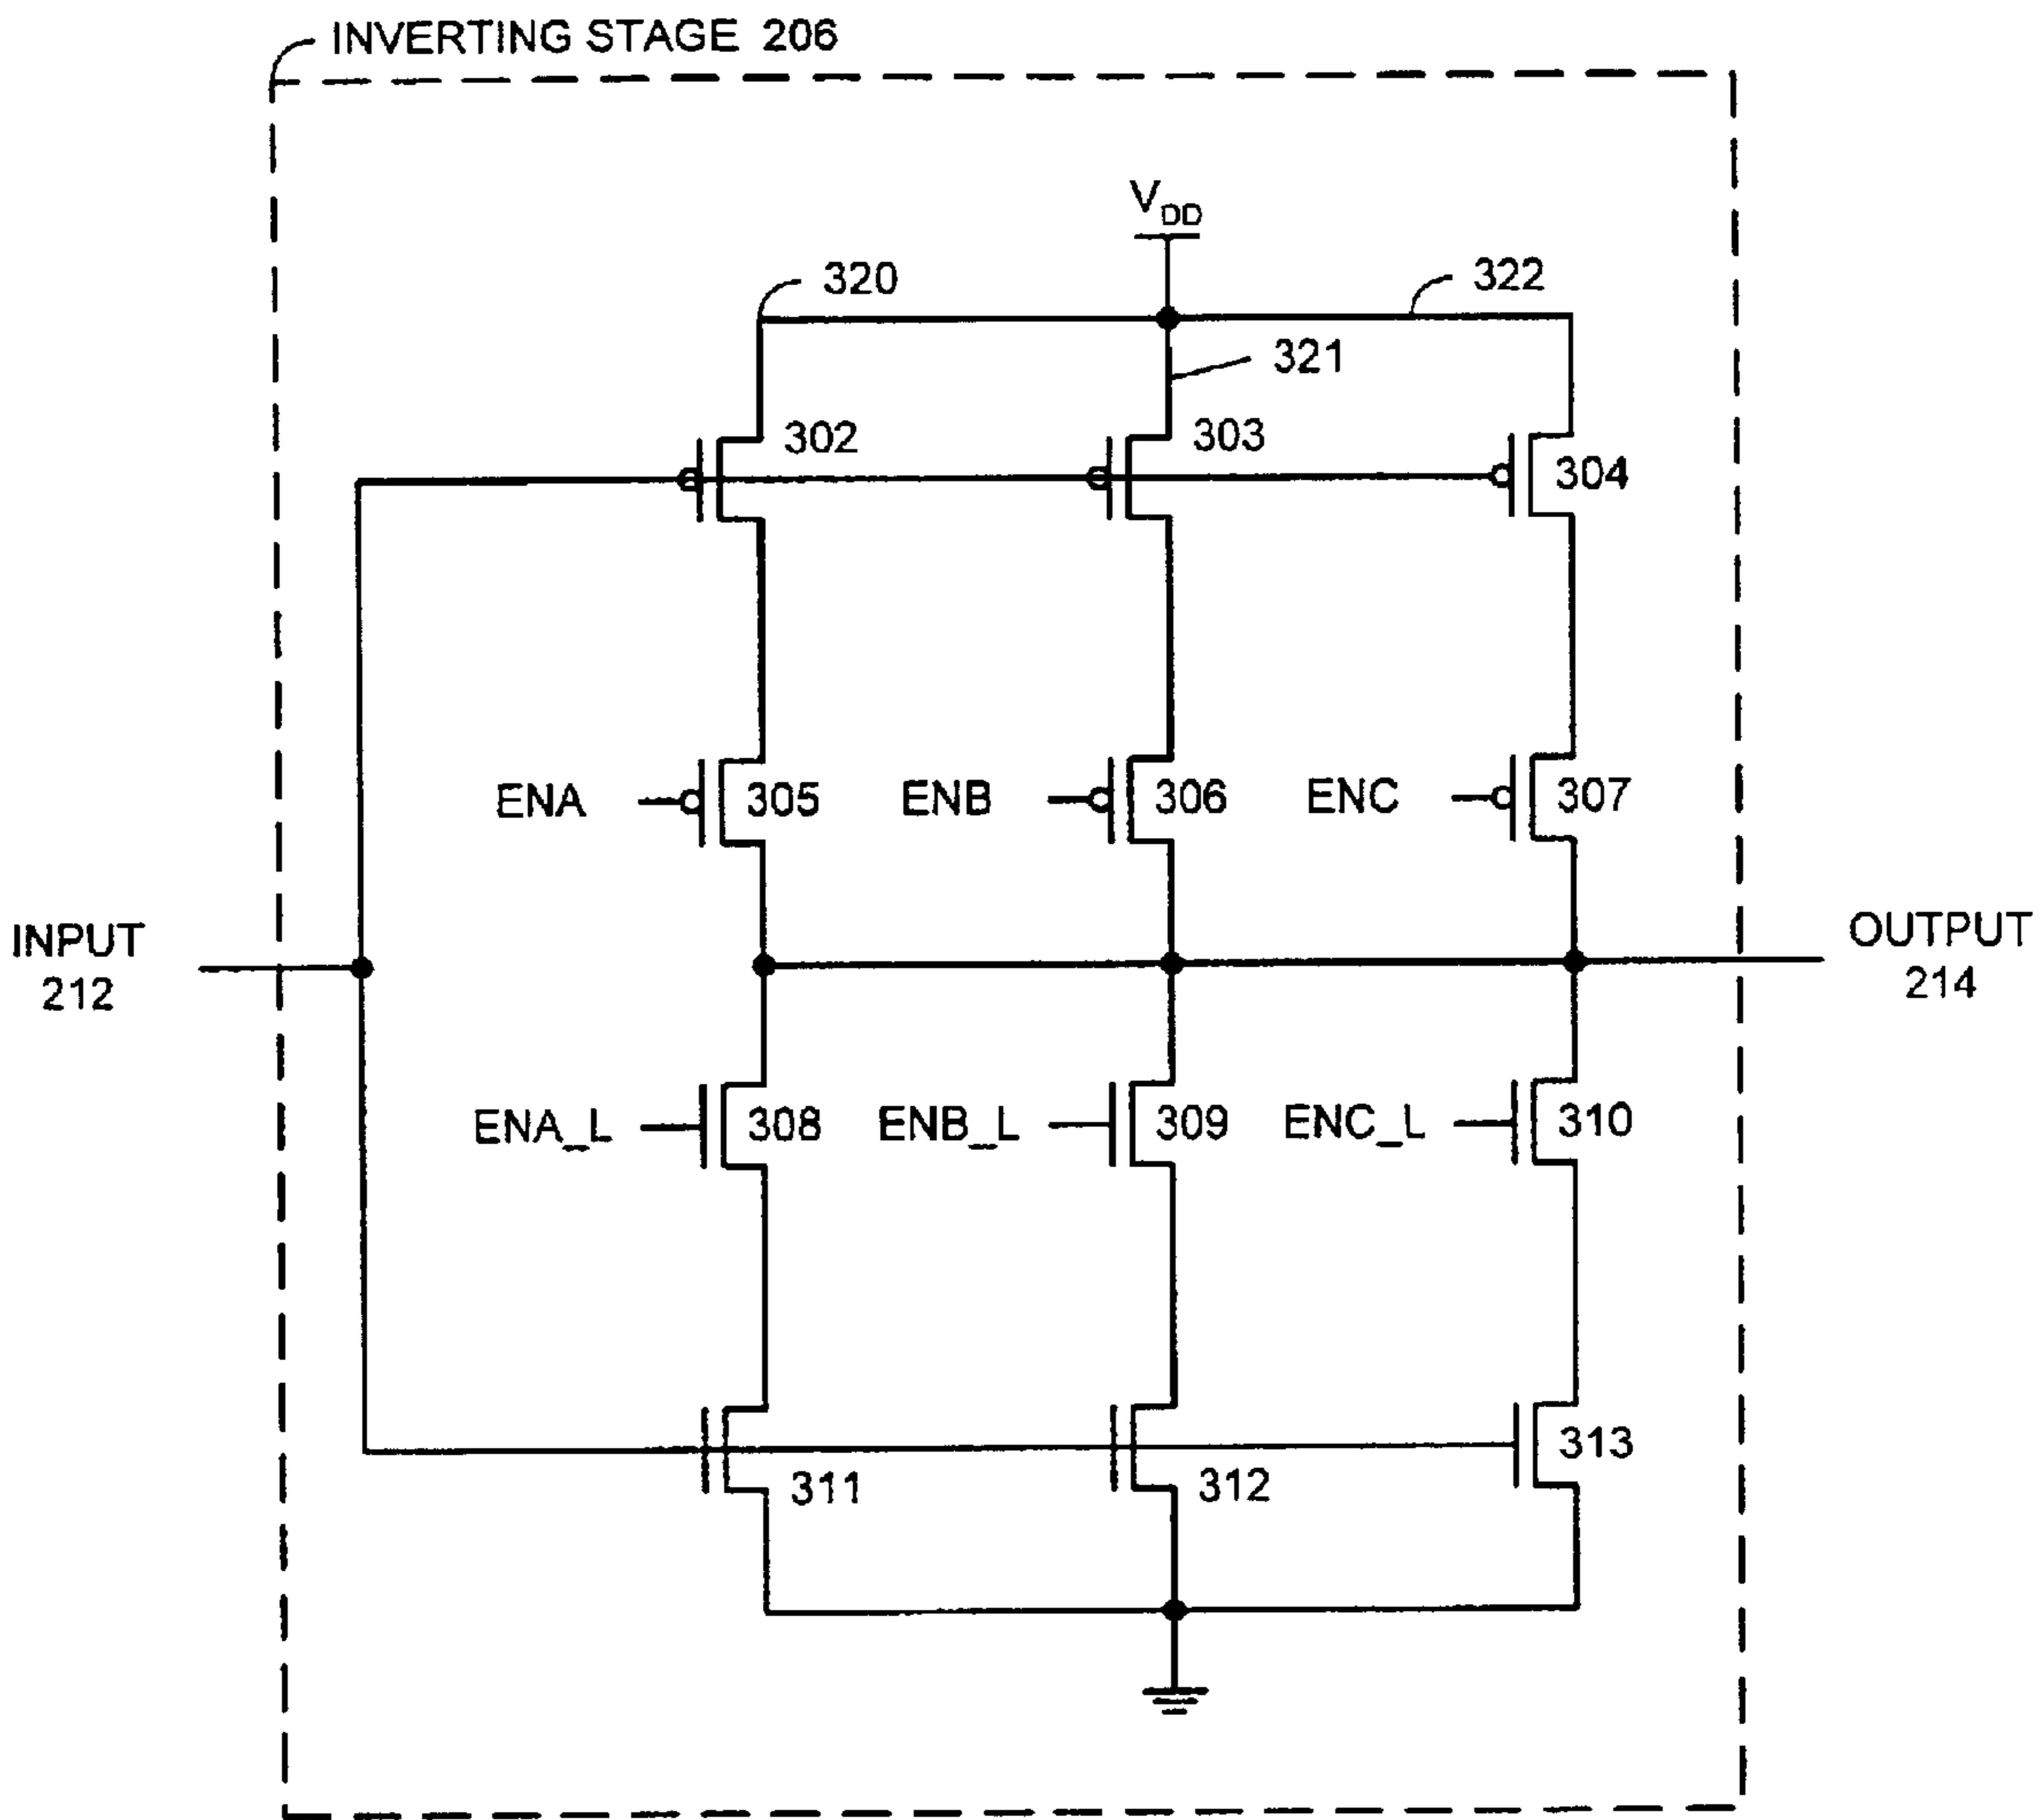 INVERTING STAGE 206
VDD
320
322
321
302
303
304
ENA
305
ENB
306
ENC
307
INPUT
212
OUTPUT
214
ENA_L
308
ENB_L
309
ENC_L
310
311
312
313